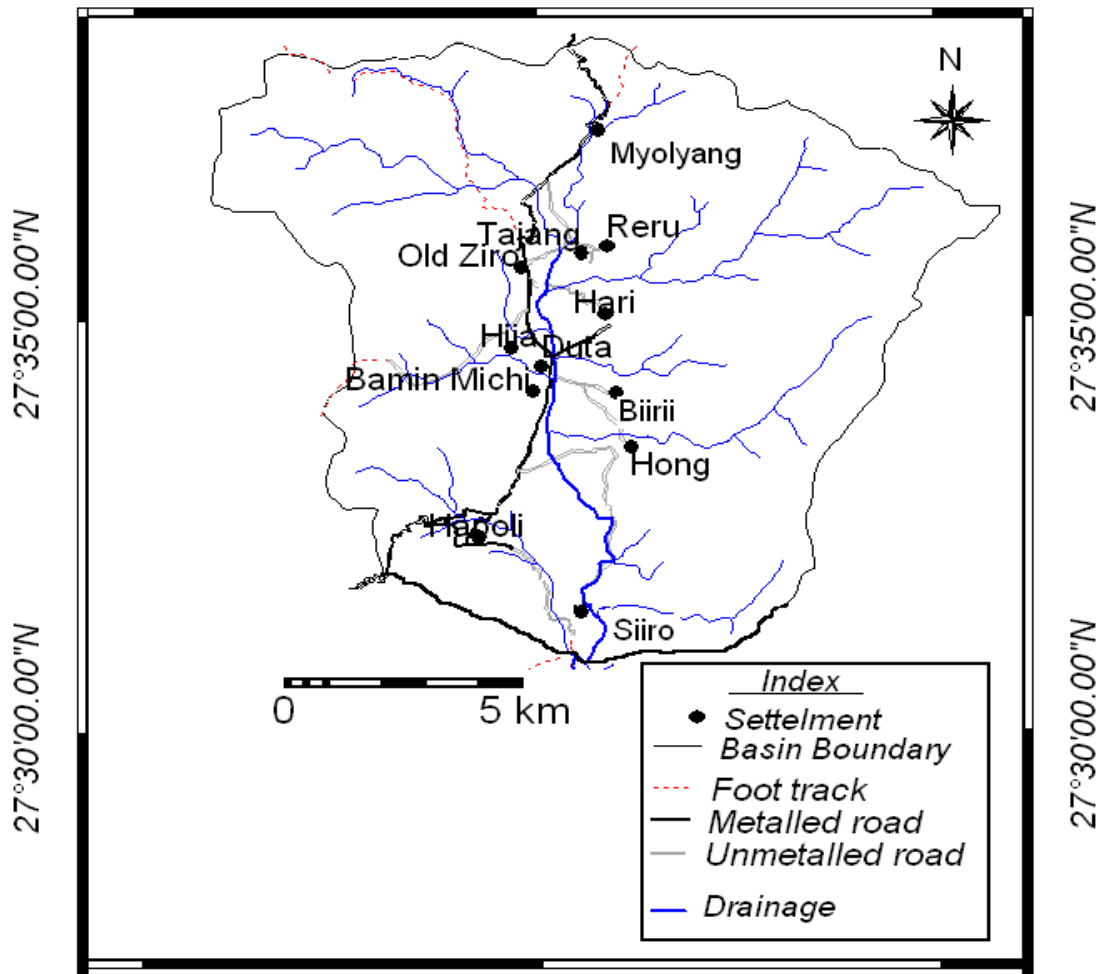 N
Myolyang
Reru
Tajang
Old Ziro
Hari
Hija
Duta
Bamin Michi
Biirii
Hong
Hapoli
Siiro
27°35'00.00"N
27°35'00.00"N
27°30'00.00"N
27°30'00.00"N
0 5 km
Index
Settelment
Basin Boundary
Foot track
Metalled road
Unmetalled road
Drainage